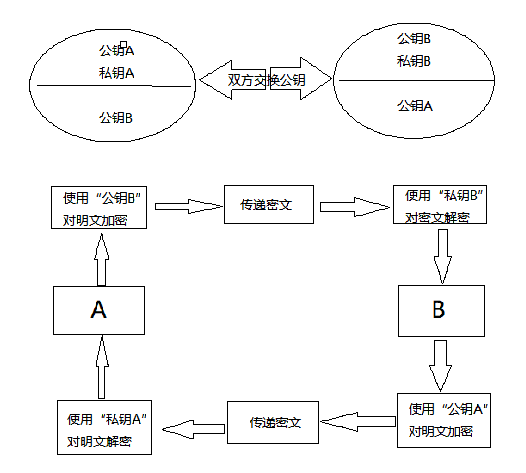 公钥A
私钥A
公钥B
双方交换公钥
公钥B
私钥B
公钥A
使用“公钥B”
对明文加密
传递密文
使用“私钥B”
对密文解密
A
B
使用“私钥A”
对明文解密
传递密文
使用“公钥A”
对明文加密